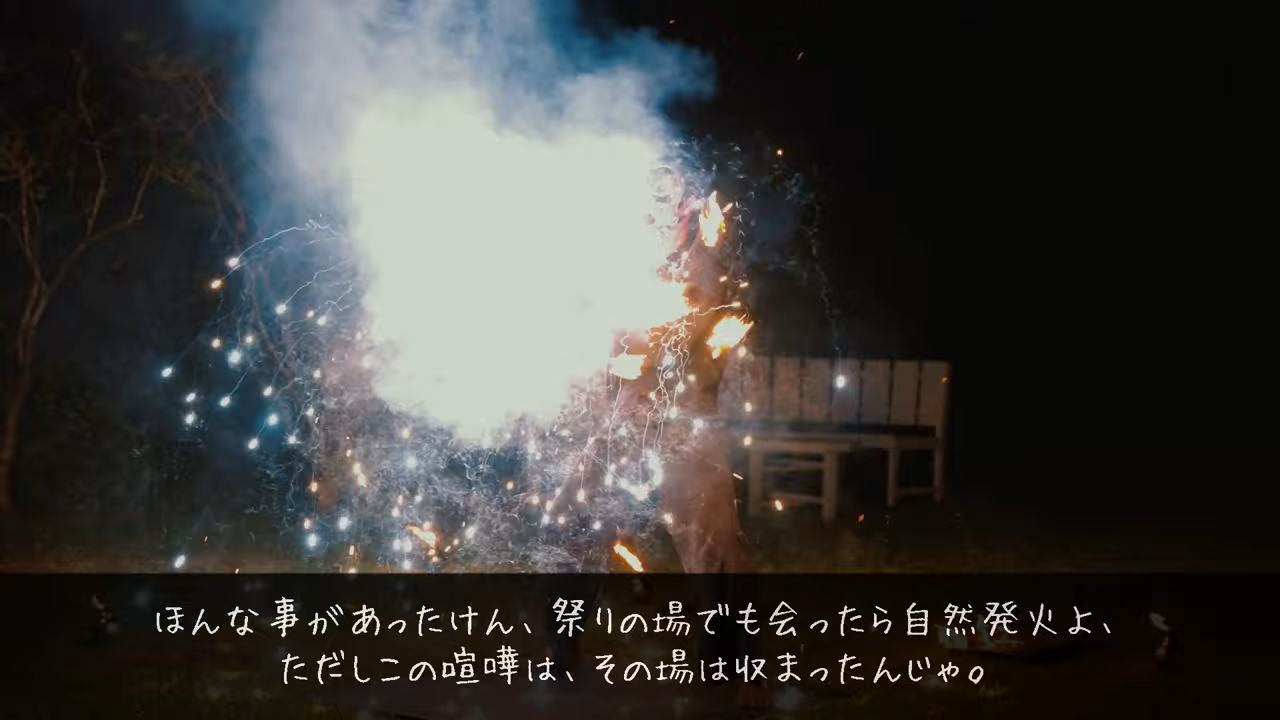 ほんな事があったけん、祭りの場でも会ったら自然発火よ、
ただしこの喧嘩は、その場は収まったんじゃ。